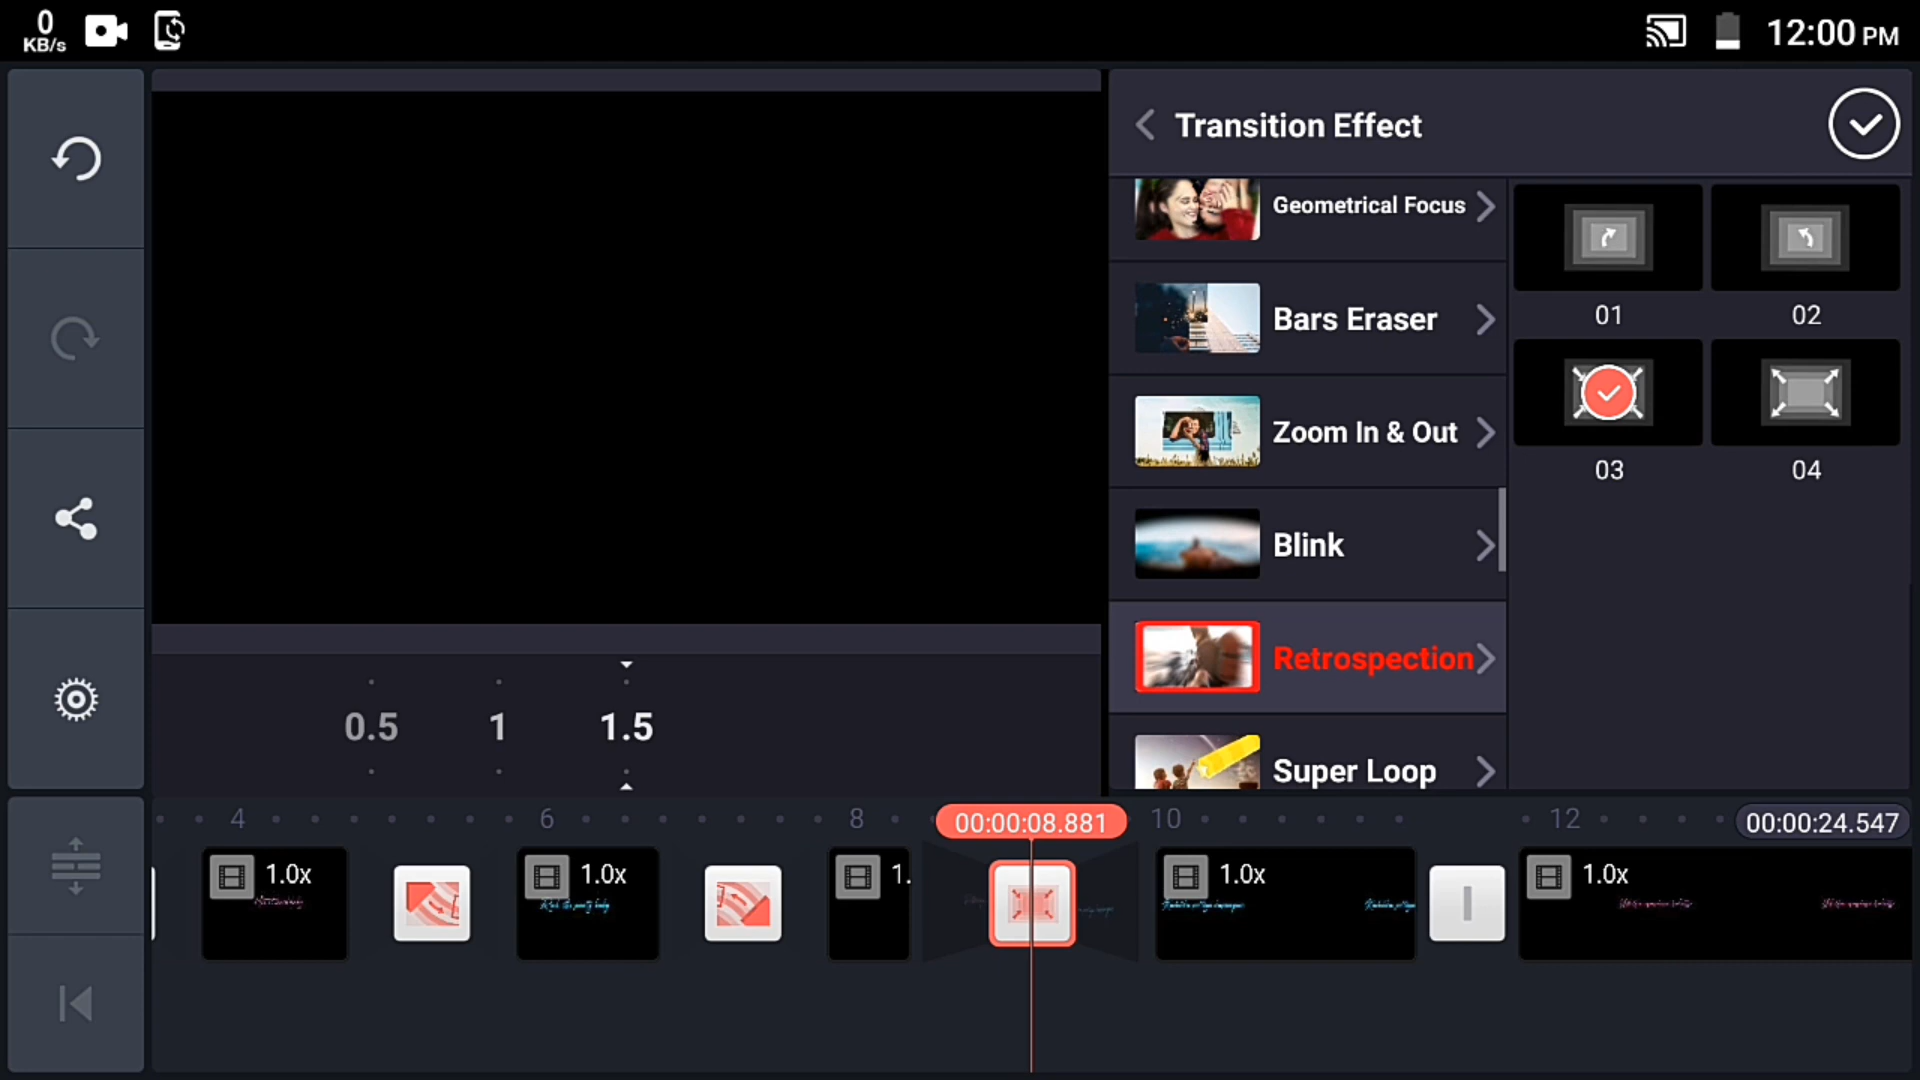 0
KB/s
12:00 PM
Transition Effect
Geometrical Focus
Bars Eraser
Zoom In & Out
Blink
Retrospection
Super Loop
01
02
03
04
0.5
1
1.5
4
6
8
00:00:08.881
10
12
00:00:24.547
1.0x
1.0x
1.
1.0x
1.0x